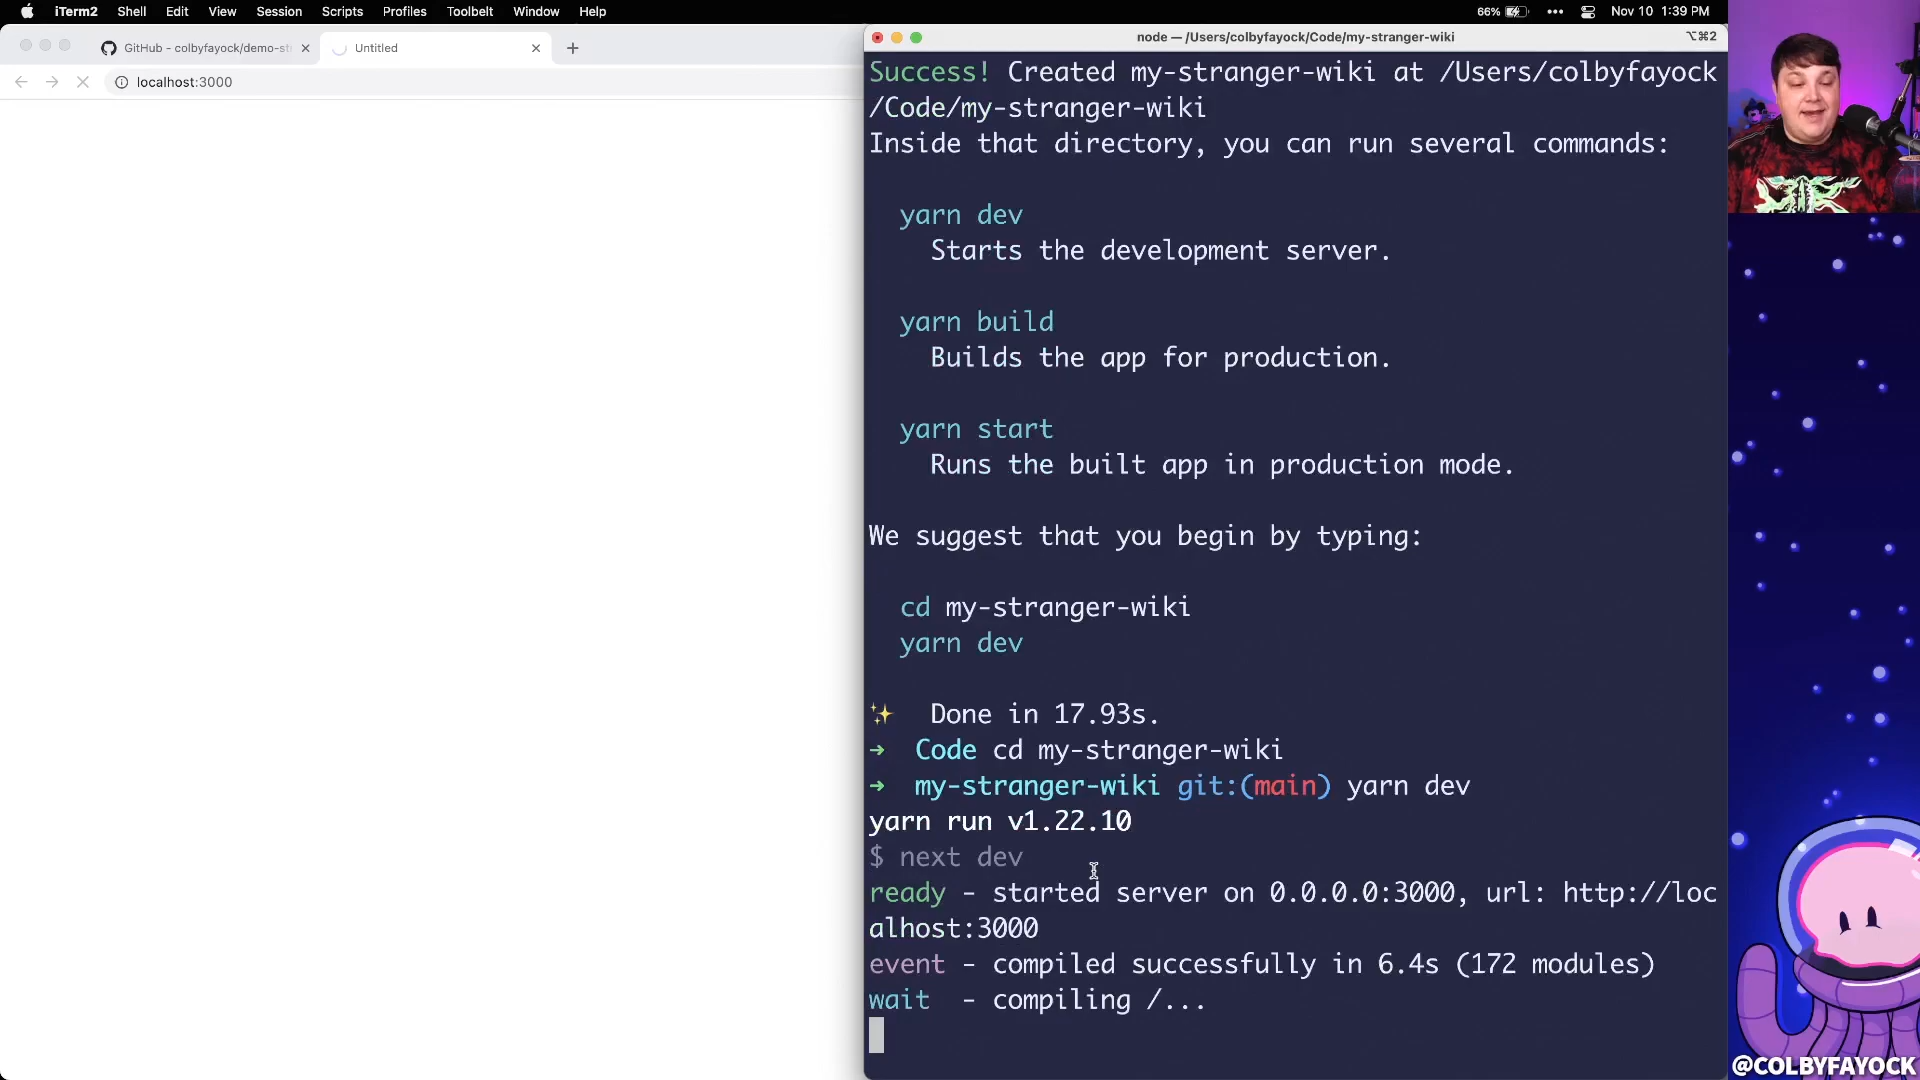 iTerm2 Shell Edit View Session Scripts Profiles Toolbelt Window Help 66% Nov 10 1:39 PM
GitHub - colbyfayock/demo-st
Untitled
localhost:3000
node — /Users/colbyfayock/Code/my-stranger-wiki ⌥⌘2
Success! Created my-stranger-wiki at /Users/colbyfayock
/Code/my-stranger-wiki
Inside that directory, you can run several commands:
yarn dev
Starts the development server.
yarn build
Builds the app for production.
yarn start
Runs the built app in production mode.
We suggest that you begin by typing:
cd my-stranger-wiki
yarn dev
✨ Done in 17.93s.
➜ Code cd my-stranger-wiki
➜ my-stranger-wiki git:(main) yarn dev
yarn run v1.22.10
$ next dev
ready - started server on 0.0.0.0:3000, url: http://loc
alhost:3000
event - compiled successfully in 6.4s (172 modules)
wait - compiling /...
@COLBYFAYOCK